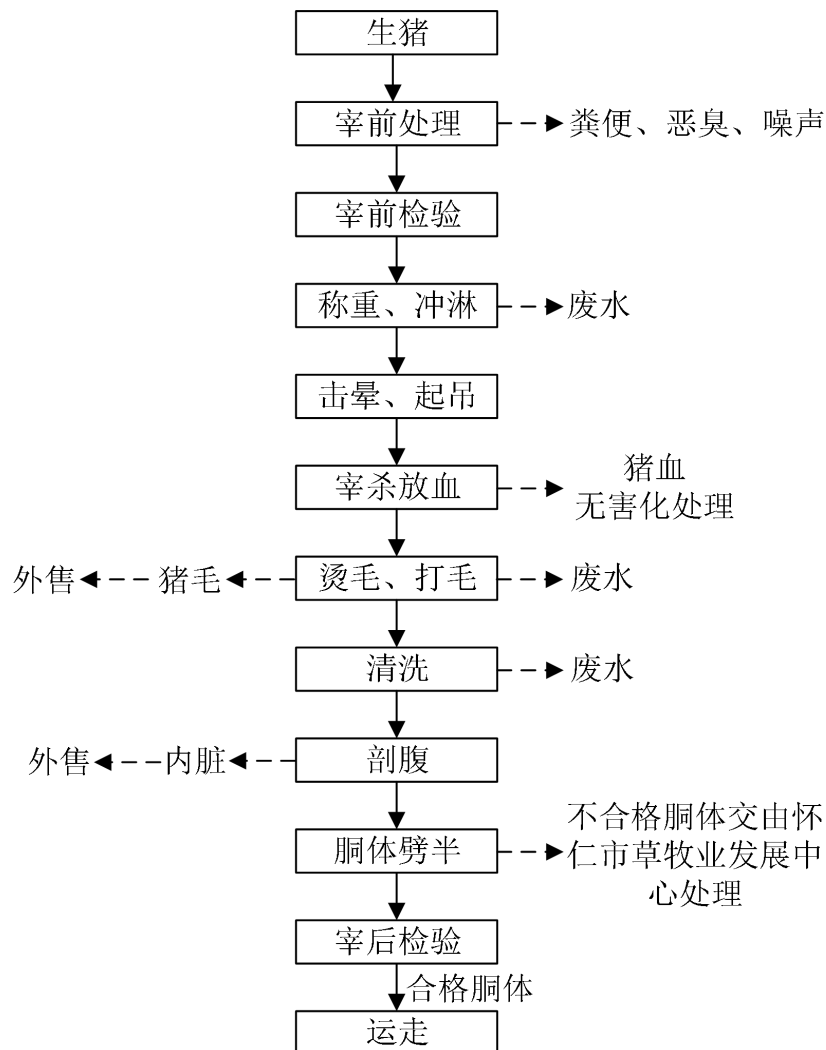 生猪
宰前处理
粪便、恶臭、噪声
宰前检验
称重、冲淋
废水
击晕、起吊
宰杀放血
猪血
无害化处理
外售
猪毛
烫毛、打毛
废水
清洗
废水
外售
内脏
剖腹
胴体劈半
不合格胴体交由怀
仁市草牧业发展中
心处理
宰后检验
合格胴体
运走